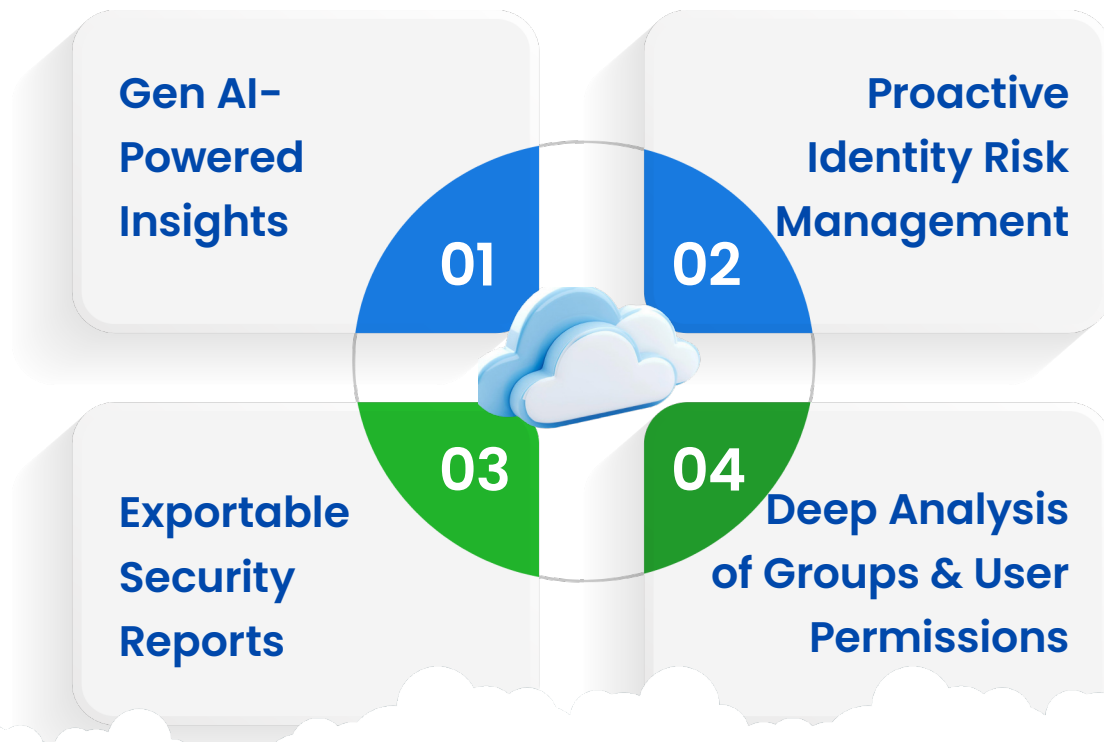 Gen AI-
Powered
Insights
01
Proactive
Identity Risk
Management
02
Exportable
Security
Reports
03
Deep Analysis
of Groups & User
Permissions
04